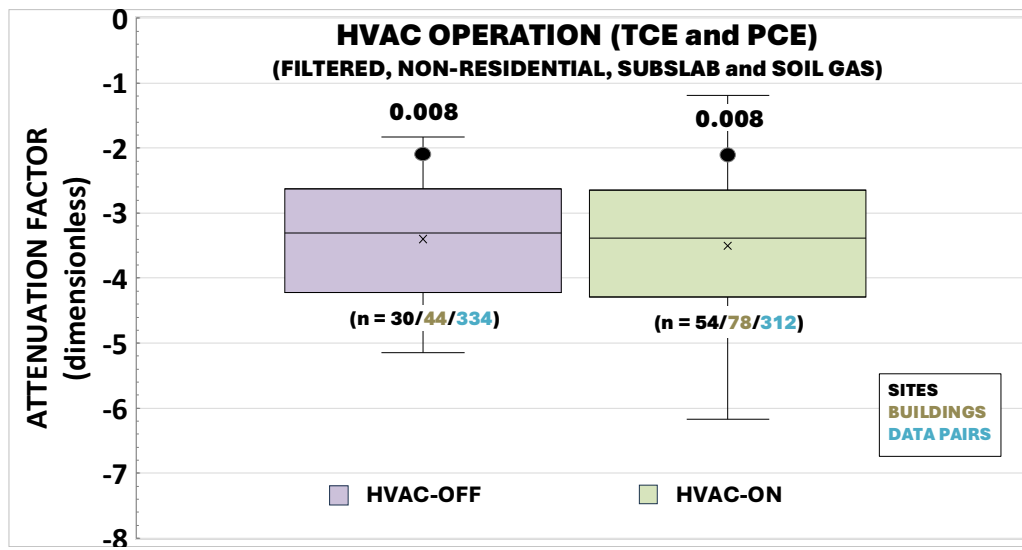 HVAC OPERATION (TCE and PCE)
(FILTERED, NON-RESIDENTIAL, SUBSLAB and SOIL GAS)
ATTENUATION FACTOR
(dimensionless)
0
-1
-2
-3
-4
-5
-6
-7
-8
0.008
0.008
(n = 30/44/334)
(n = 54/78/312)
SITES
BUILDINGS
DATA PAIRS
HVAC-OFF
HVAC-ON